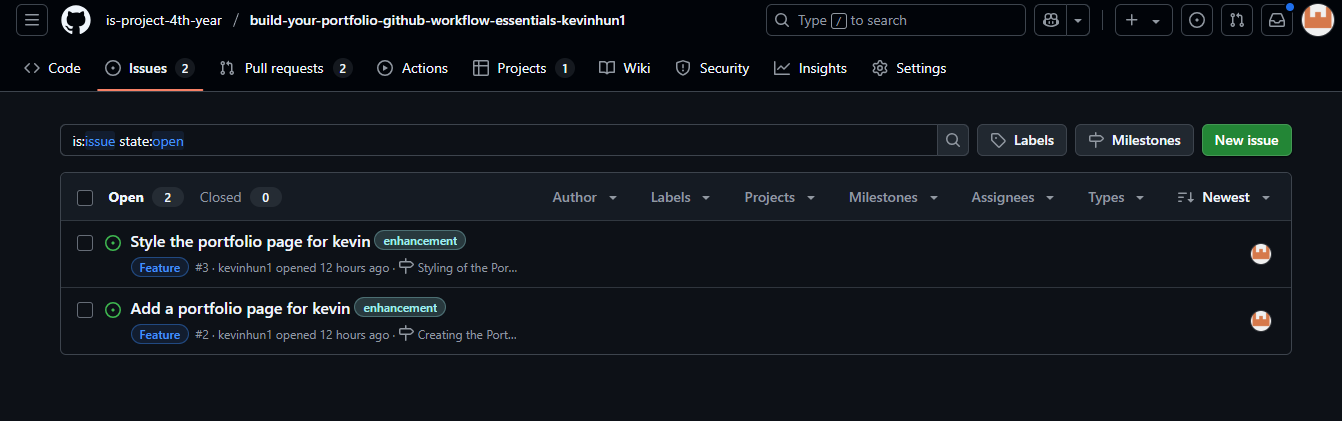 is-project-4th-year / build-your-portfolio-github-workflow-essentials-kevinhun1
Type / to search
Code
Issues 2
Pull requests 2
Actions
Projects 1
Wiki
Security
Insights
Settings
is:issue state:open
Labels
Milestones
New issue
Open 2
Closed 0
Author
Labels
Projects
Milestones
Assignees
Types
Newest
Style the portfolio page for kevin enhancement
Feature #3 · kevinhun1 opened 12 hours ago · Styling of the Por...
Add a portfolio page for kevin enhancement
Feature #2 · kevinhun1 opened 12 hours ago · Creating the Port...